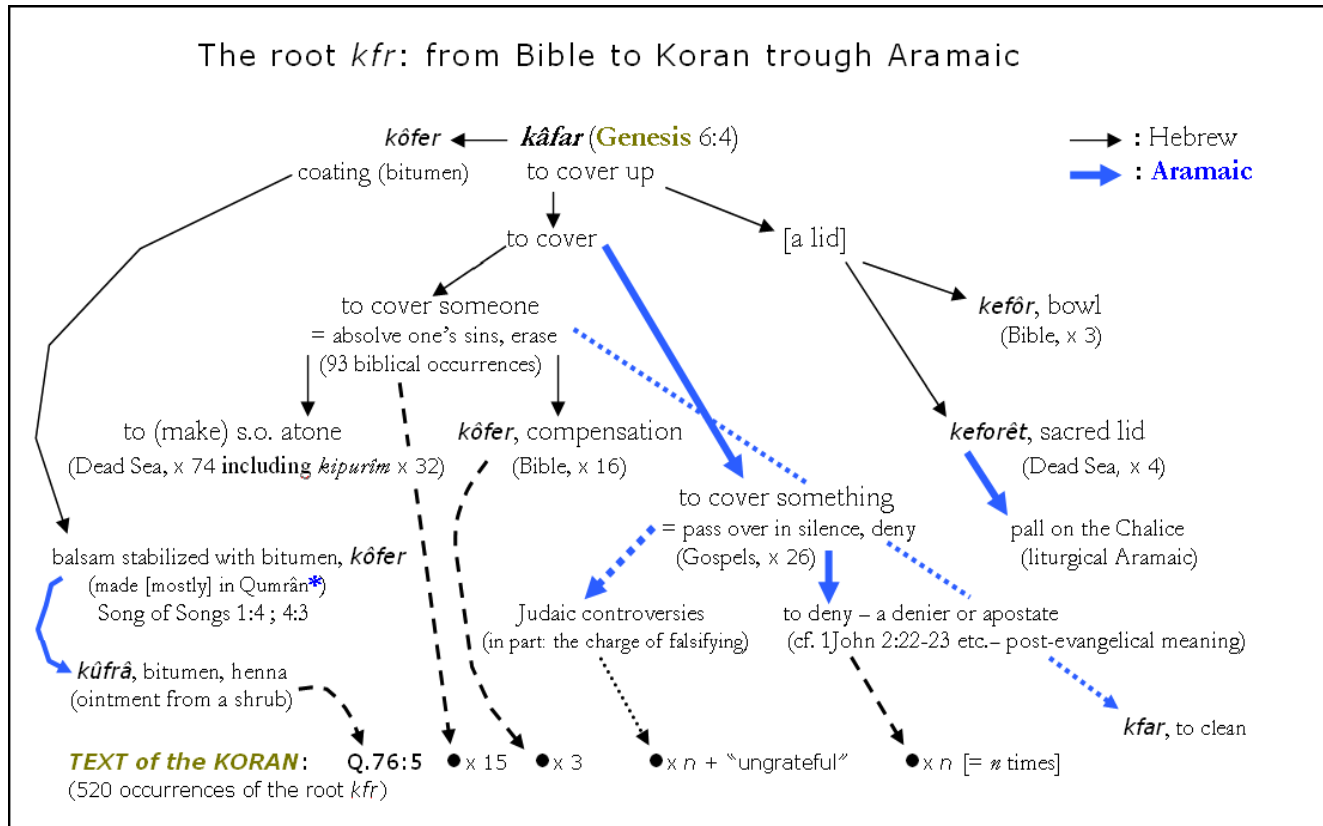 The root kfr: from Bible to Koran trough Aramaic
kôfer
kâfar (Genesis 6:4)
: Hebrew
coating (bitumen)
to cover up
: Aramaic
to cover
[a lid]
to cover someone
= absolve one's sins, erase
(93 biblical occurrences)
kefôr, bowl
(Bible, x 3)
to (make) s.o. atone
(Dead Sea, x 74 including kipurîm x 32)
kôfer, compensation
(Bible, x 16)
keforêt, sacred lid
(Dead Sea, x 4)
to cover something
= pass over in silence, deny
(Gospels, x 26)
pall on the Chalice
(liturgical Aramaic)
balsam stabilized with bitumen, kôfer
(made [mostly] in Qumrân*)
Song of Songs 1:4 ; 4:3
Judaic controversies
(in part: the charge of falsifying)
to deny – a denier or apostate
(cf. 1John 2:22-23 etc.– post-evangelical meaning)
kûfrâ, bitumen, henna
(ointment from a shrub)
kfar, to clean
TEXT of the KORAN: Q.76:5 ● x 15 ● x 3 ● x n + “ungrateful” ● x n [= n times]
(520 occurrences of the root kfr)